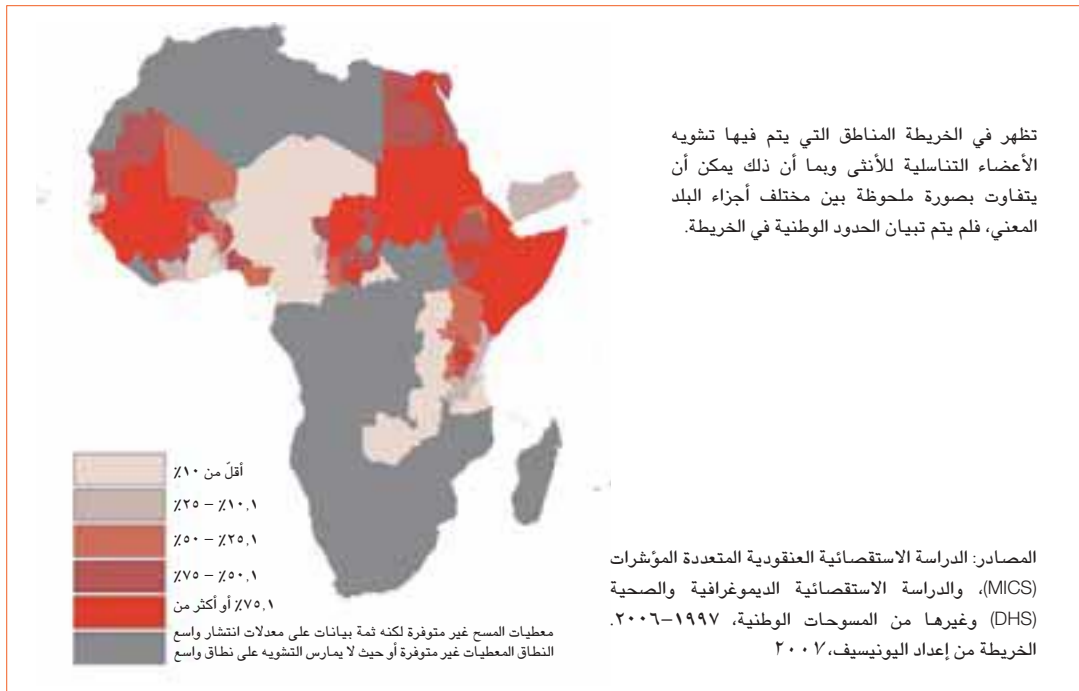 تظهر في الخريطة المناطق التي يتم فيها تشويه
الأعضاء التناسلية للأنثى وبما أن ذلك يمكن أن
يتفاوت بصورة ملحوظة بين مختلف أجزاء البلد
المعني، فلم يتم تبيان الحدود الوطنية في الخريطة.
أقلّ من ١٠٪
١٠,١٪ – ٢٥٪
٢٥,١٪ – ٥٠٪
٥٠,١٪ – ٧٥٪
٧٥,١٪ أو أكثر من
معطيات المسح غير متوفرة لكنه ثمة بيانات على معدلات انتشار واسع
النطاق المعطيات غير متوفرة أو حيث لا يمارس التشويه على نطاق واسع
المصادر: الدراسة الاستقصائية العنقودية المتعددة المؤشرات
(MICS)، والدراسة الاستقصائية الديموغرافية والصحية
(DHS) وغيرها من المسوحات الوطنية، ١٩٩٧–٢٠٠٦.
الخريطة من إعداد اليونيسيف، ٢٠٠٧